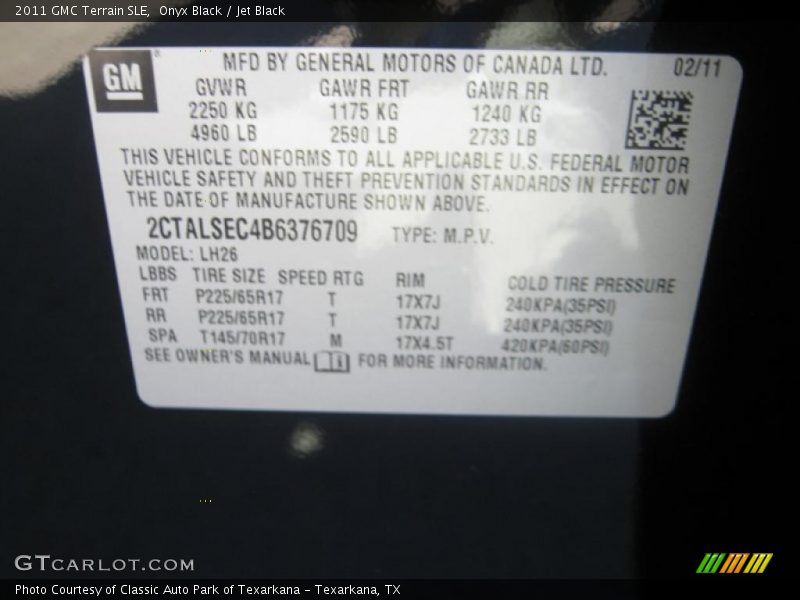 2011 GMC Terrain SLE, Onyx Black / Jet Black
GM
®
MFD BY GENERAL MOTORS OF CANADA LTD. 02/11
GVWR GAWR FRT GAWR RR
2250 KG 1175 KG 1240 KG
4960 LB 2590 LB 2733 LB
THIS VEHICLE CONFORMS TO ALL APPLICABLE U.S. FEDERAL MOTOR
VEHICLE SAFETY AND THEFT PREVENTION STANDARDS IN EFFECT ON
THE DATE OF MANUFACTURE SHOWN ABOVE.
2CTALSEC4B6376709 TYPE: M.P.V.
MODEL: LH26
LBBS TIRE SIZE SPEED RTG RIM COLD TIRE PRESSURE
FRT P225/65R17 T 17X7J 240KPA(35PSI)
RR P225/65R17 T 17X7J 240KPA(35PSI)
SPA T145/70R17 M 17X4.5T 420KPA(60PSI)
SEE OWNER'S MANUAL FOR MORE INFORMATION.
GTCARLOT.COM
Photo Courtesy of Classic Auto Park of Texarkana – Texarkana, TX